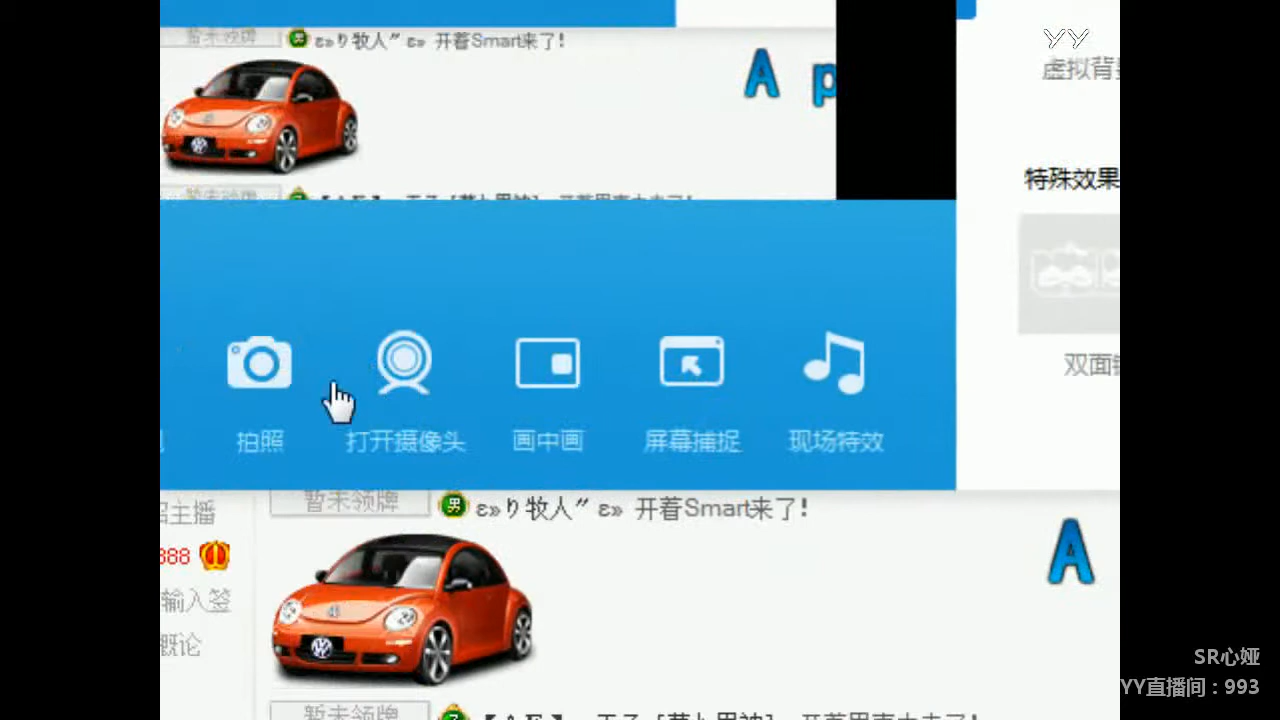 暂未领牌 男 ε»り牧人〃 ε» 开着Smart来了!
A p
YY
虚拟背
特殊效果
双面
拍照 打开摄像头 画中画 屏幕捕捉 现场特效
主播
暂未领牌 男 ε»り牧人〃 ε» 开着Smart来了!
888
A
输入签
概论
暂未领牌
SR心娅
YY直播间:993